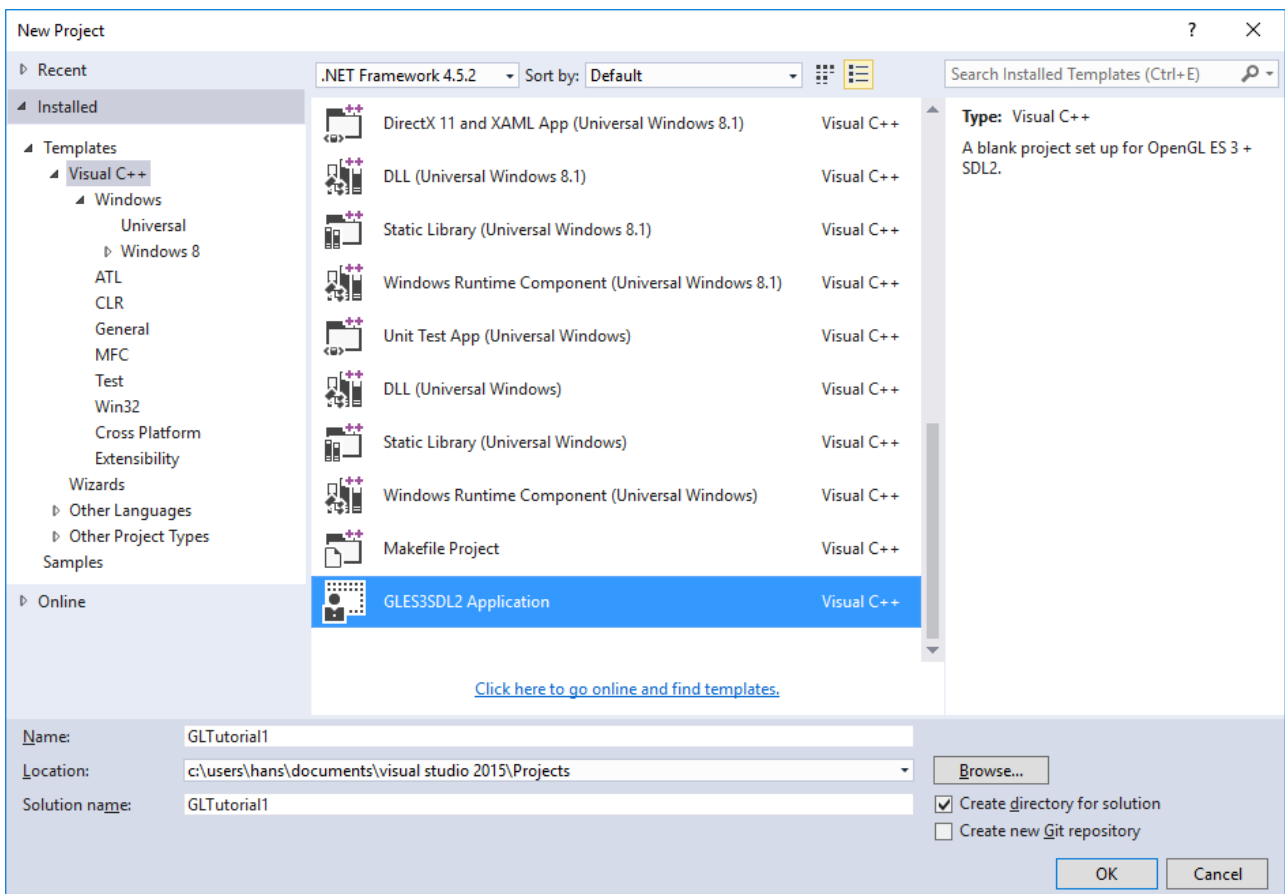 New Project
?
Recent
.NET Framework 4.5.2
Sort by: Default
Search Installed Templates (Ctrl+E)
Installed
Templates
Visual C++
Windows
Universal
Windows 8
ATL
CLR
General
MFC
Test
Win32
Cross Platform
Extensibility
Wizards
Other Languages
Other Project Types
Samples
Online
DirectX 11 and XAML App (Universal Windows 8.1) Visual C++
DLL (Universal Windows 8.1) Visual C++
Static Library (Universal Windows 8.1) Visual C++
Windows Runtime Component (Universal Windows 8.1) Visual C++
Unit Test App (Universal Windows) Visual C++
DLL (Universal Windows) Visual C++
Static Library (Universal Windows) Visual C++
Windows Runtime Component (Universal Windows) Visual C++
Makefile Project Visual C++
GLES3SDL2 Application Visual C++
Click here to go online and find templates.
Type: Visual C++
A blank project set up for OpenGL ES 3 +
SDL2.
Name: GLTutorial1
Location: c:\users\hans\documents\visual studio 2015\Projects
Browse...
Solution name: GLTutorial1
Create directory for solution
Create new Git repository
OK
Cancel